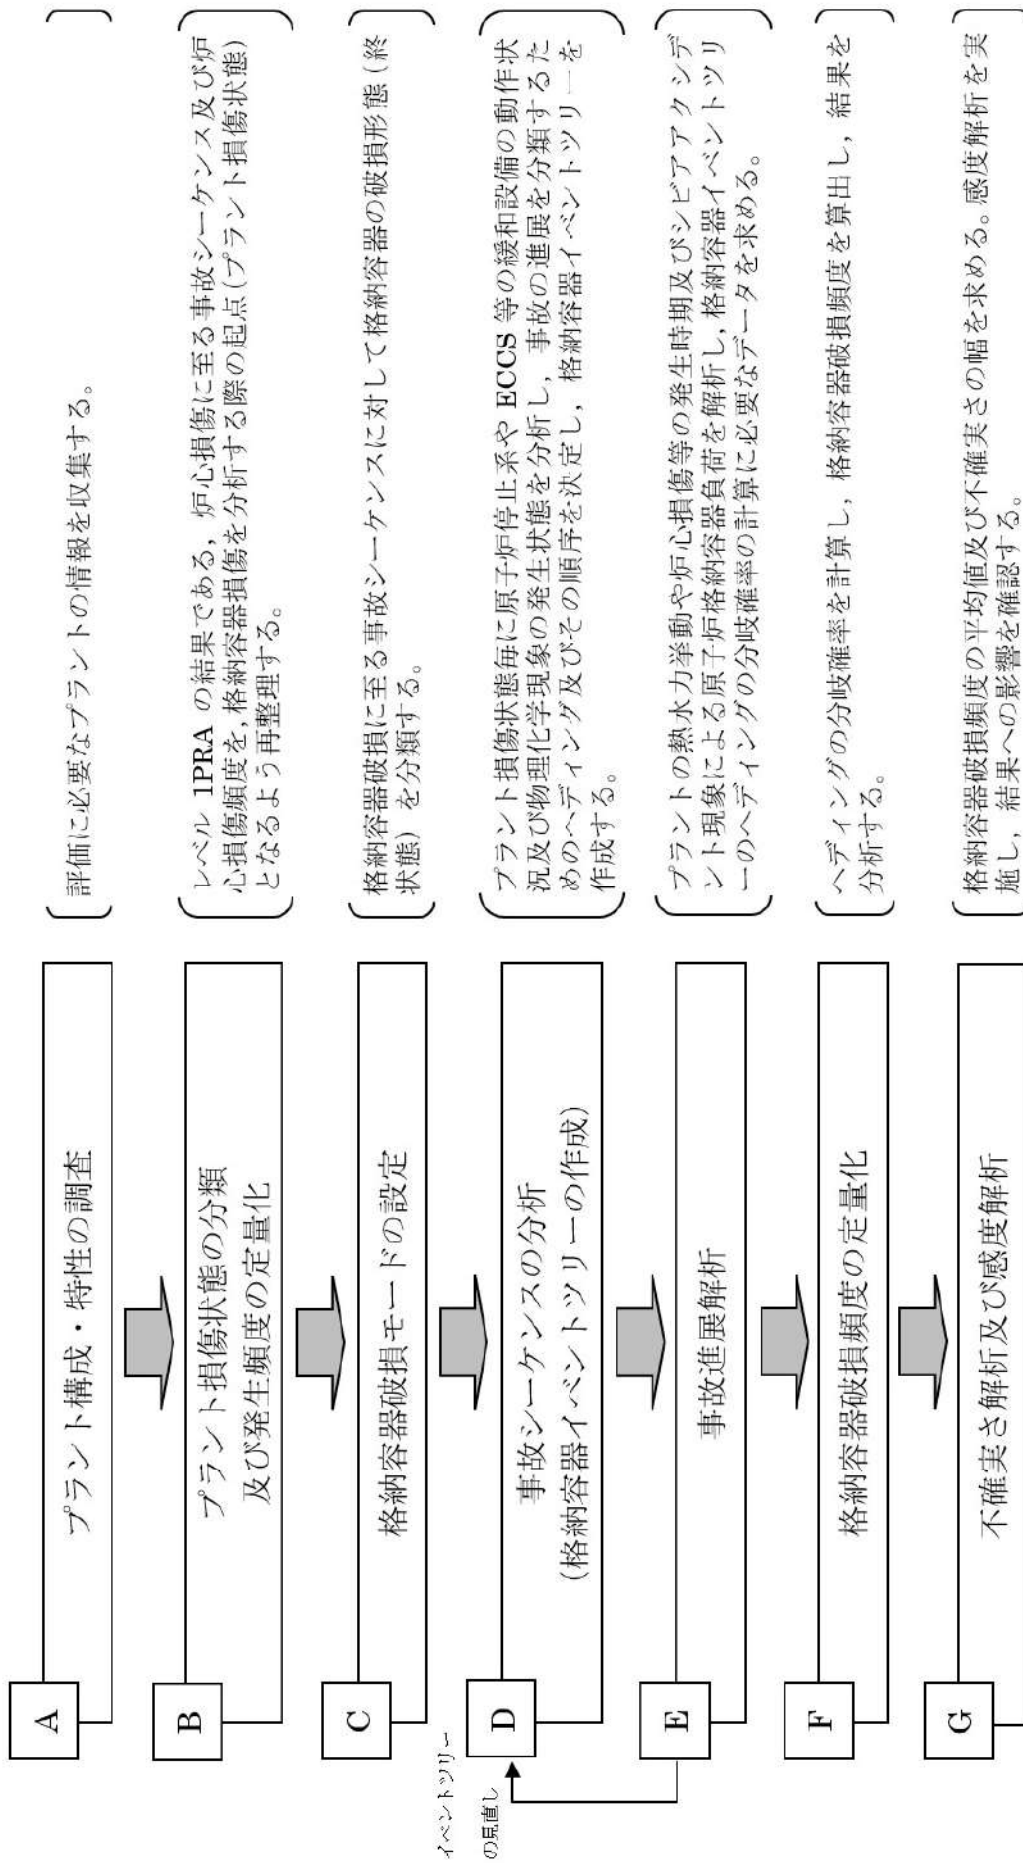 A
プラント構成・特性の調査
評価に必要なプラントの情報を収集する。
B
プラント損傷状態の分類
及び発生頻度の定量化
レベル 1PRA の結果である，炉心損傷に至る事故シーケンス及び炉
心損傷頻度を，格納容器損傷を分析する際の起点(プラント損傷状態)
となるよう再整理する。
C
格納容器破損モードの設定
格納容器破損に至る事故シーケンスに対して格納容器の破損形態（終
状態）を分類する。
D
事故シーケンスの分析
(格納容器イベントツリーの作成)
プラント損傷状態毎に原子炉停止系や ECCS 等の緩和設備の動作状
況及び物理化学現象の発生状態を分析し，事故の進展を分類するた
めのヘディング及びその順序を決定し，格納容器イベントツリーを
作成する。
イベントツリー
の見直し
E
事故進展解析
プラントの熱水力挙動や炉心損傷等の発生時期及びシビアアクシデ
ント現象による原子炉格納容器負荷を解析し，格納容器イベントツリ
ーのヘディングの分岐確率の計算に必要なデータを求める。
F
格納容器破損頻度の定量化
ヘディングの分岐確率を計算し，格納容器破損頻度を算出し，結果を
分析する。
G
不確実さ解析及び感度解析
格納容器破損頻度の平均値及び不確実さの幅を求める。感度解析を実
施し，結果への影響を確認する。